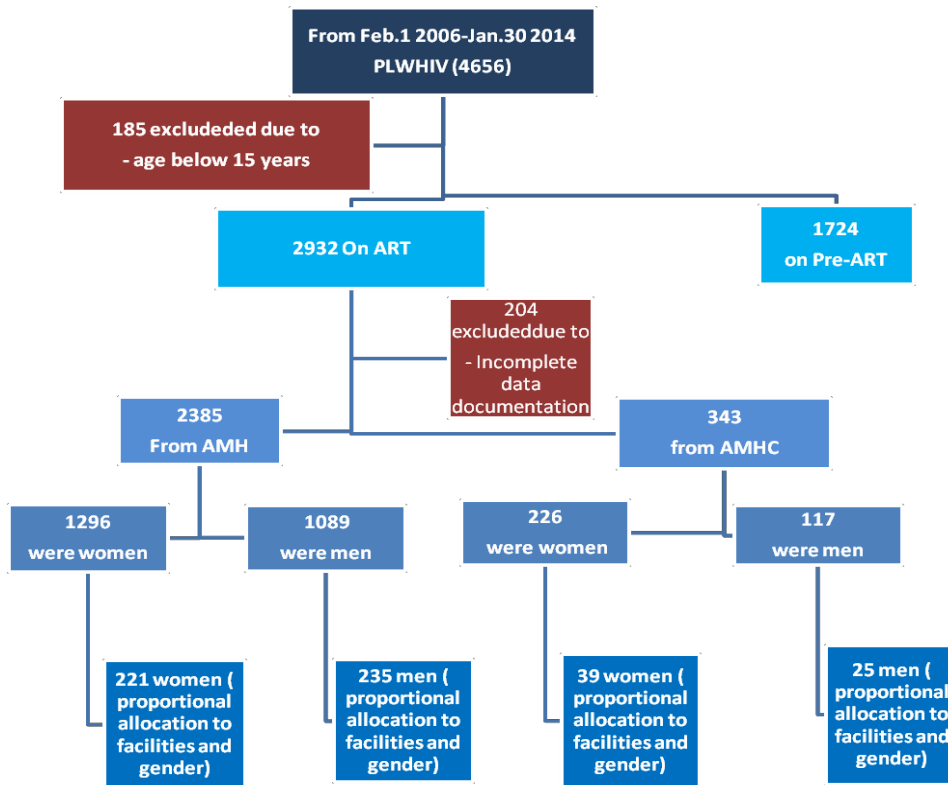 From Feb.1 2006-Jan.30 2014
PLWHIV (4656)
185 excludeded due to
- age below 15 years
2932 On ART
1724
on Pre-ART
204
excludeddue to
- Incomplete
data
documentation
2385
From AMH
343
from AMHC
1296
were women
1089
were men
226
were women
117
were men
221 women (
proportional
allocation to
facilities and
gender)
235 men (
proportional
allocation to
facilities and
gender)
39 women (
proportional
allocation to
facilities and
gender)
25 men (
proportional
allocation to
facilities and
gender)